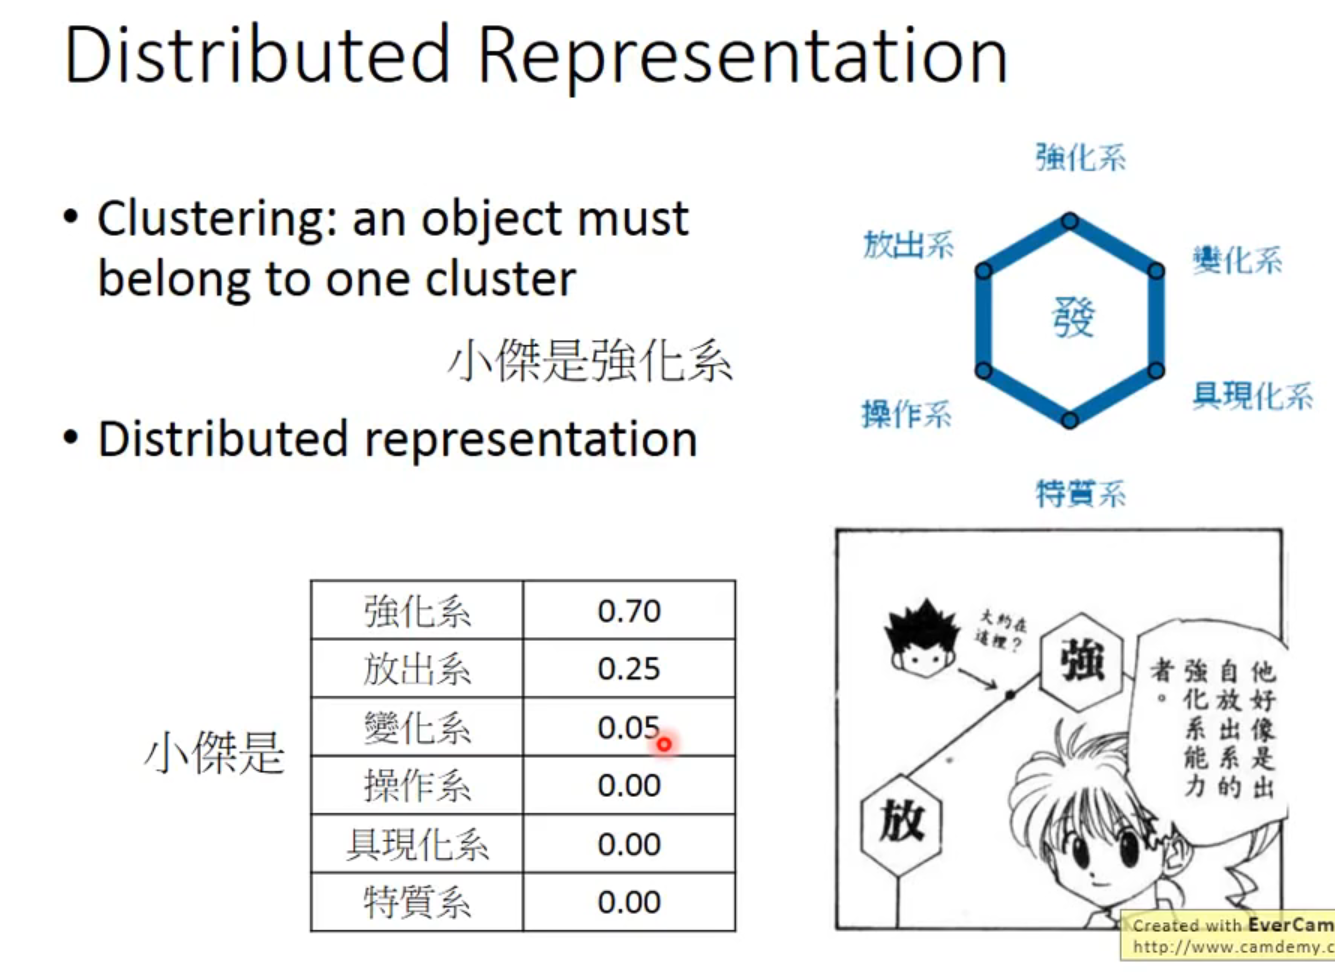 Distributed Representation
• Clustering: an object must
belong to one cluster
小傑是強化系
• Distributed representation
小傑是
強化系 0.70
放出系 0.25
變化系 0.05
操作系 0.00
具現化系 0.00
特質系 0.00
強化系
放出系
變化系
發
操作系
具現化系
特質系
大約在
這裡？
強
放
他好像是出
自放出系的
強化系能力
者。
Created with EverCam
http://www.camdemy.c